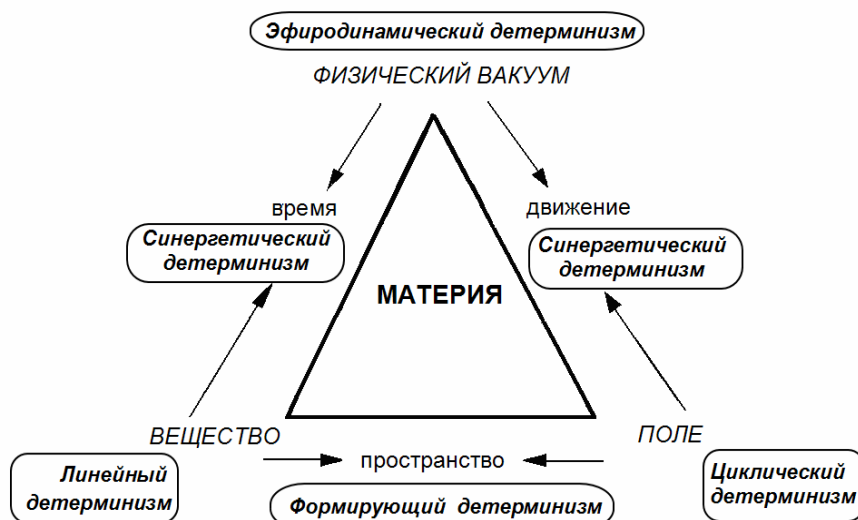 Эфиродинамический детерминизм
ФИЗИЧЕСКИЙ ВАКУУМ
время
движение
Синергетический
детерминизм
Синергетический
детерминизм
МАТЕРИЯ
ВЕЩЕСТВО
ПОЛЕ
Линейный
детерминизм
пространство
Формирующий детерминизм
Циклический
детерминизм